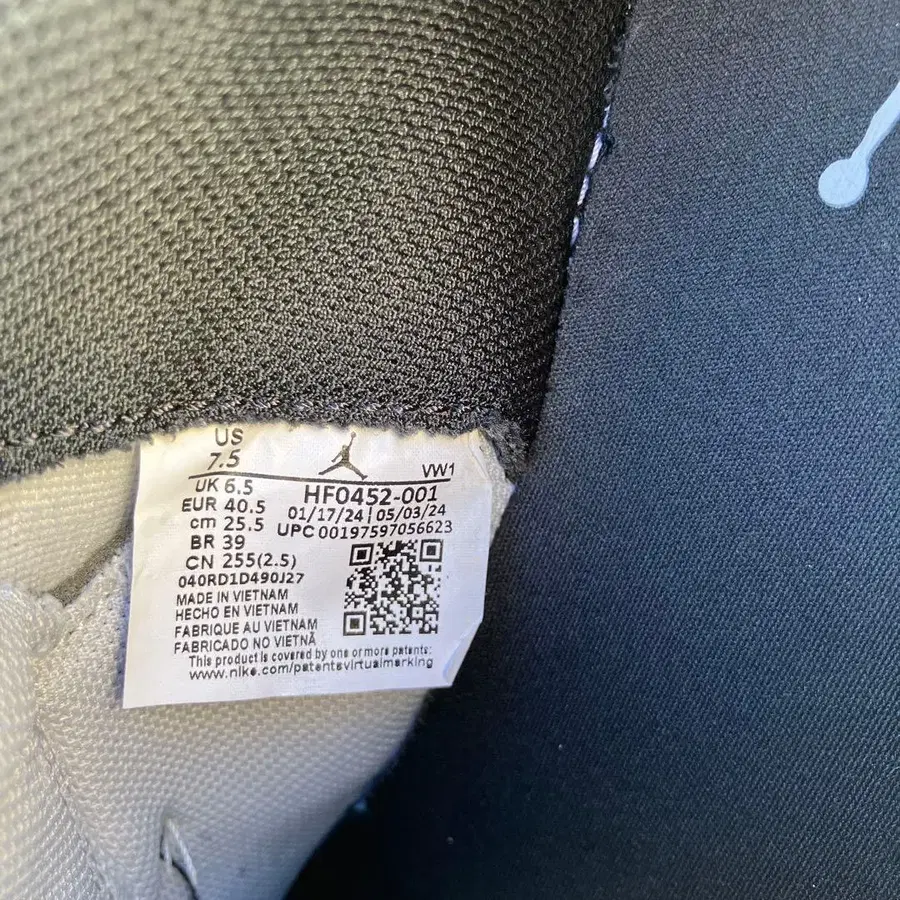 US
7.5
VW1
UK 6.5
HF0452-001
EUR 40.5
01/17/24 | 05/03/24
cm 25.5
UPC 00197597056623
BR 39
CN 255(2.5)
040RD1D490J27
MADE IN VIETNAM
HECHO EN VIETNAM
FABRIQUE AU VIETNAM
FABRICADO NO VIETNÃ
This product is covered by one or more patents:
www.nike.com/patentsvirtualmarking